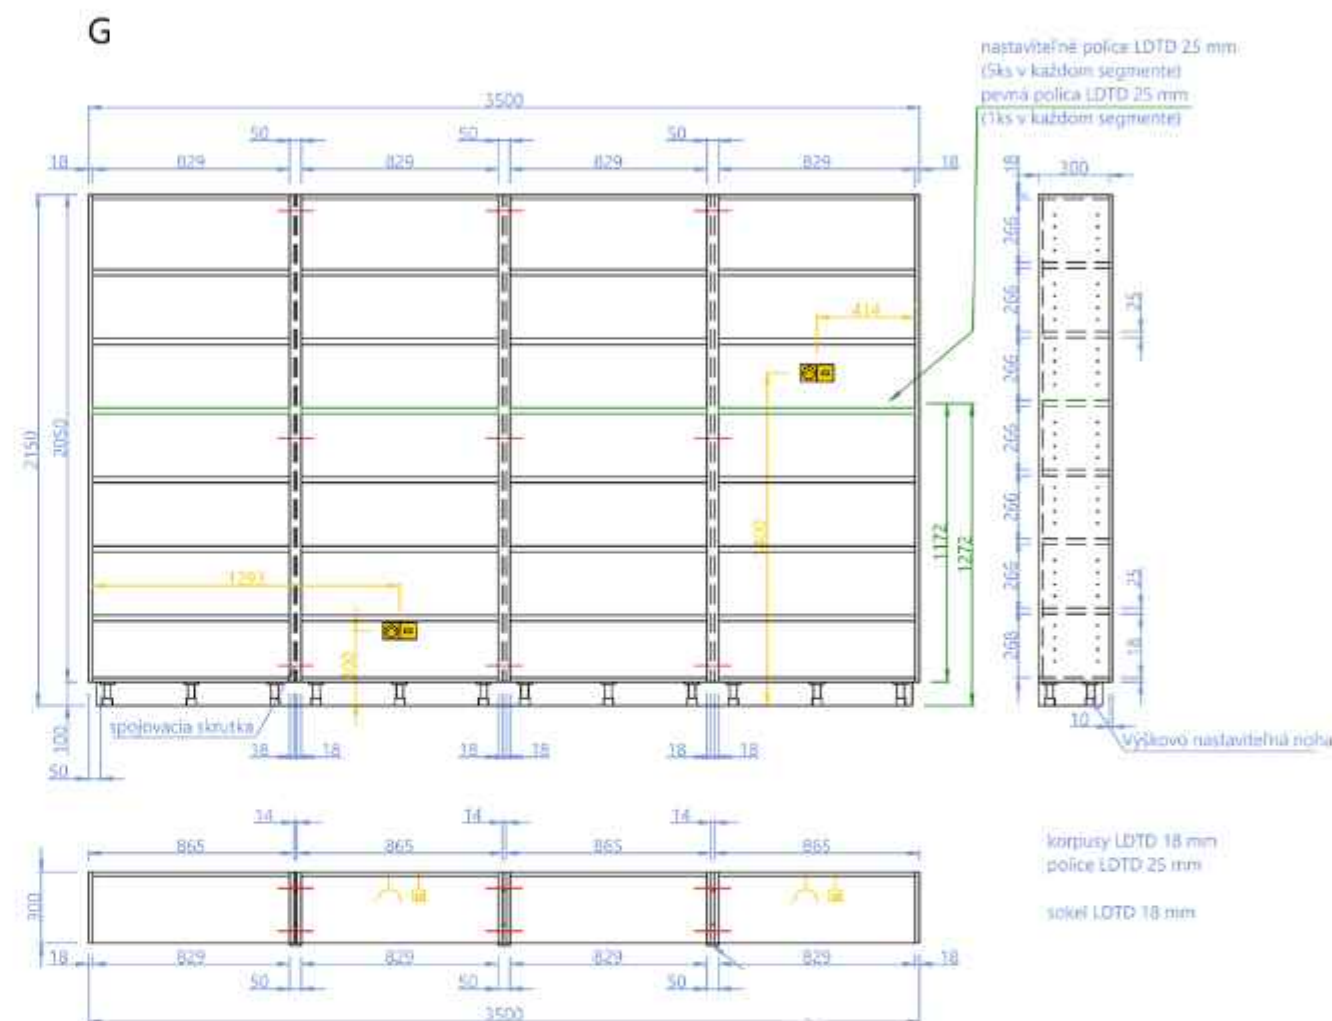 G
nastaviteľné police LDTD 25 mm
(5ks v každom segmente)
pevná polica LDTD 25 mm
(1ks v každom segmente)
3500
50 50 50
18 829 829 829 829 18
18 300
266
266
25
414
266
2150 2050
266
1172 1272
266
1293
266
25
268
18
spojovacia skrutka
100
50
18 18 18 18 18 18
10
Výškovo nastaviteľná noha
14 14 14
865 865 865 865
korpusy LDTD 18 mm
police LDTD 25 mm
300
sokel LDTD 18 mm
18 829 829 829 829 18
50 50 50
3500